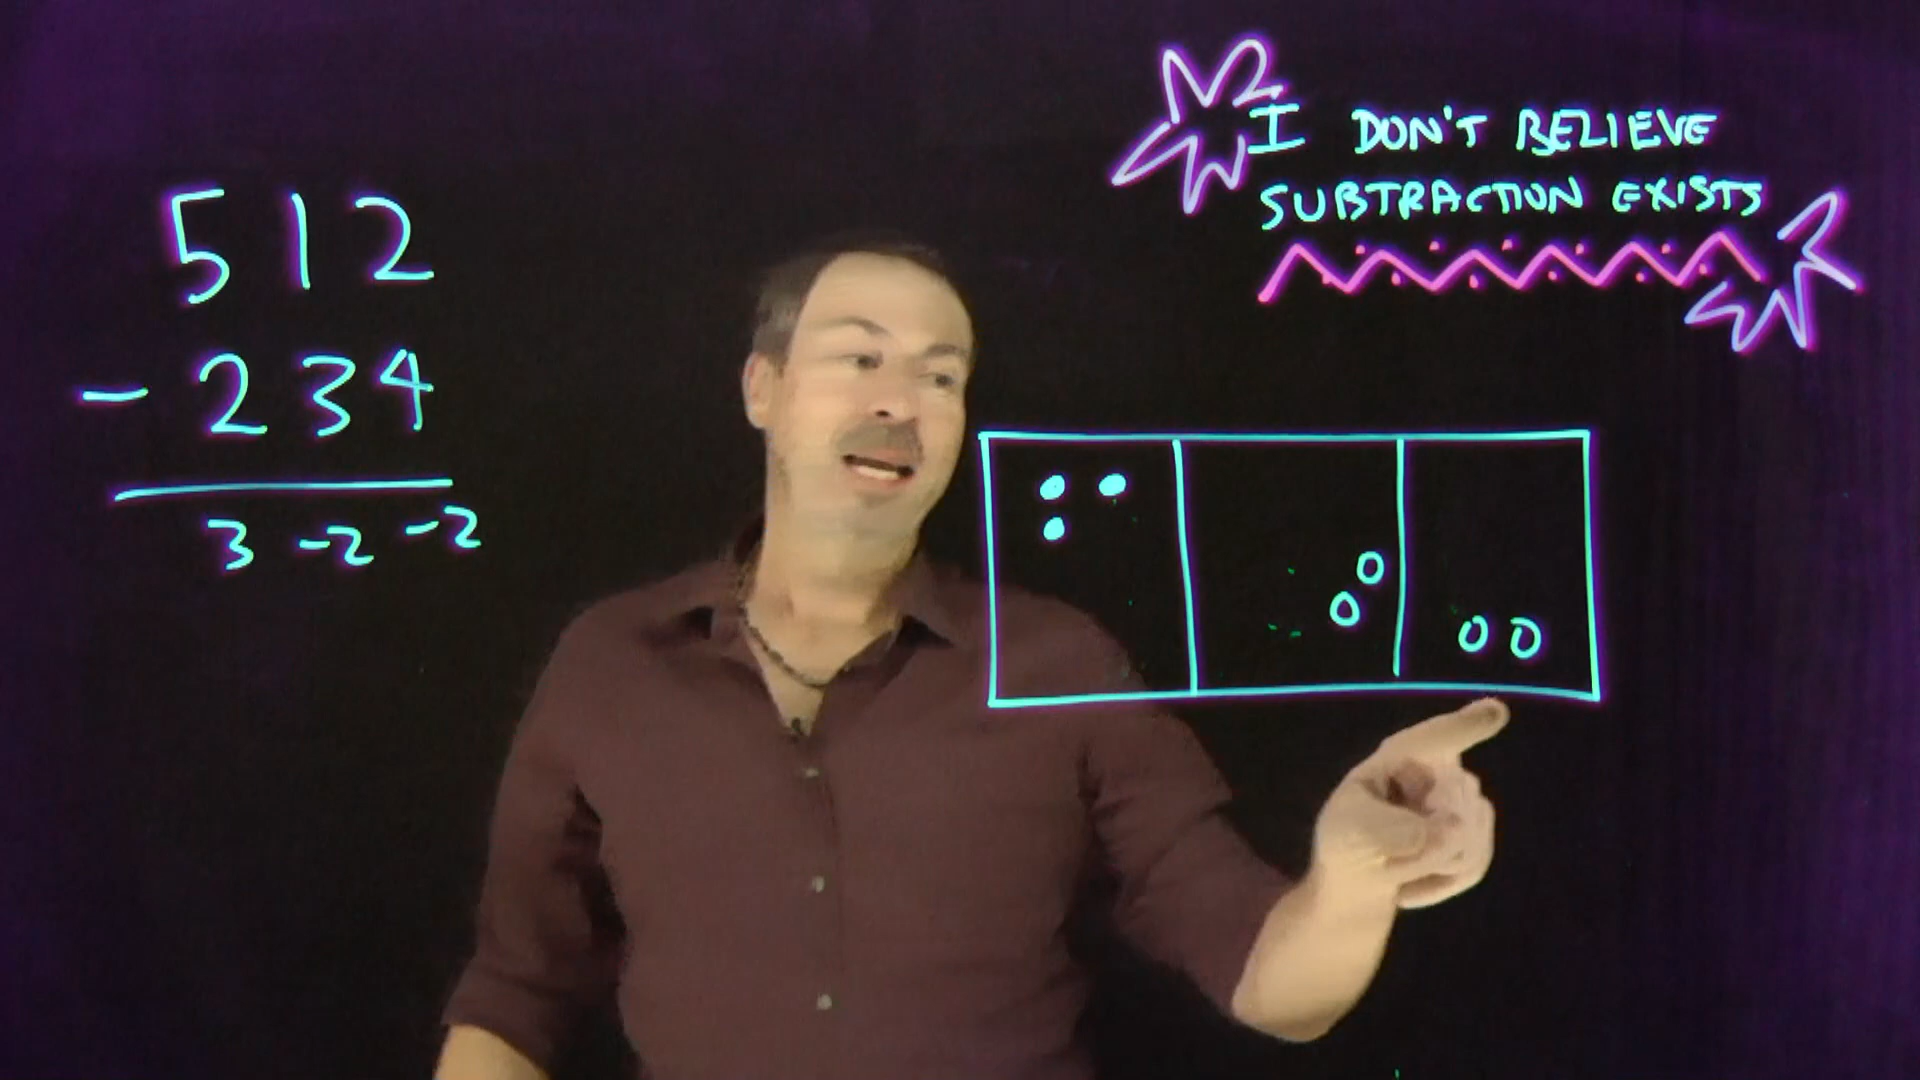 I DON'T BELIEVE
SUBTRACTION EXISTS
512
- 234
3 -2 -2